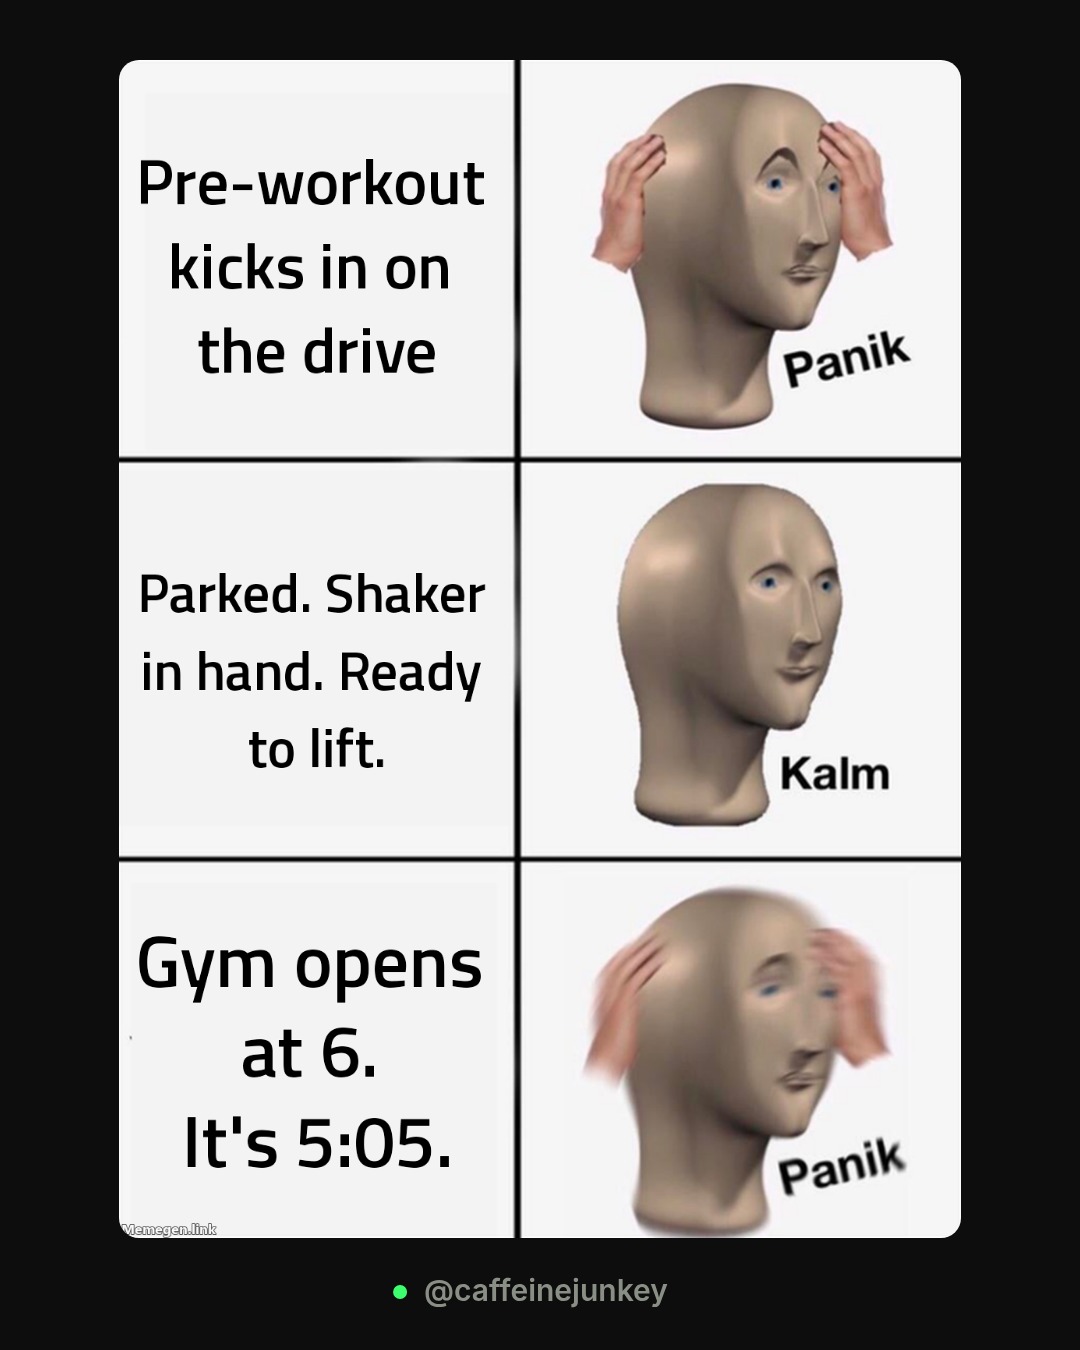 Pre-workout
kicks in on
the drive
Panik
Parked. Shaker
in hand. Ready
to lift.
Kalm
Gym opens
at 6.
It's 5:05.
Panik
Memegen.link
@caffeinejunkey